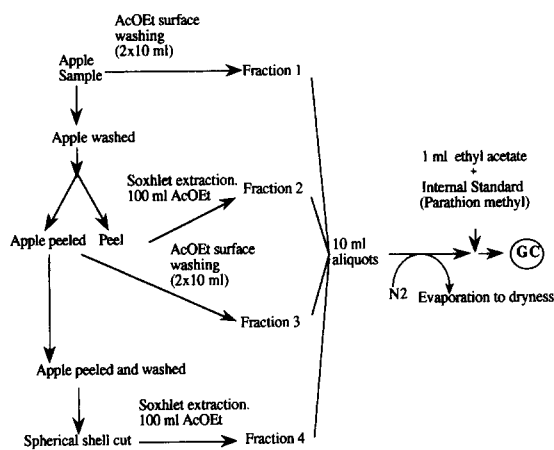 AcOEt surface
washing
(2x10 ml)
Apple
Sample
Fraction 1
Apple washed
1 ml ethyl acetate
+
Internal Standard
(Parathion methyl)
Soxhlet extraction.
100 ml AcOEt
Fraction 2
Apple peeled Peel
AcOEt surface
washing
(2x10 ml)
10 ml
aliquots
GC
N2
Evaporation to dryness
Fraction 3
Apple peeled and washed
Soxhlet extraction.
100 ml AcOEt
Spherical shell cut
Fraction 4